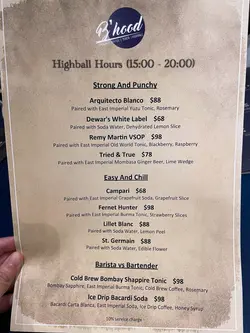 B'hood
Highball Hours (15:00 - 20:00)
Strong And Punchy
Arquitecto Blanco $88
Paired with East Imperial Yuzu Tonic, Rosemary
Dewar's White Label $68
Paired with Soda Water, Dehydrated Lemon Slice
Remy Martin VSOP $98
Paired with East Imperial Old World Tonic, Blackberry, Raspberry
Tried & True $78
Paired with East Imperial Mombasa Ginger Beer, Lime Wedge
Easy And Chill
Campari $68
Paired with East Imperial Grapefruit Soda, Grapefruit Slice
Fernet Hunter $98
Paired with East Imperial Burma Tonic, Strawberry Slices
Lillet Blanc $88
Paired with Soda Water, Lemon Peel
St. Germain $88
Paired with Soda Water, Edible Flower
Barista vs Bartender
Cold Brew Bombay Shappire Tonic $98
Bombay Sapphire, East Imperial Burma Tonic, Cold Brew Coffee, Rosemary
Ice Drip Bacardi Soda $98
Bacardi Carta Blanca, East Imperial Soda, Ice Drip Coffee, Honey Syrup
10% service charge